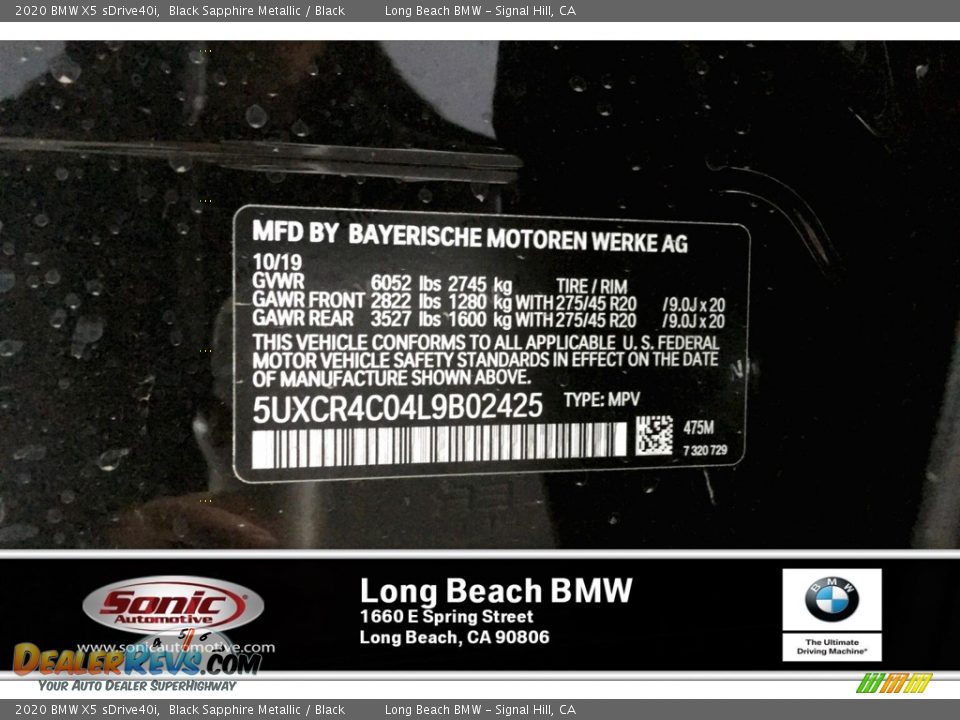 2020 BMW X5 sDrive40i, Black Sapphire Metallic / Black Long Beach BMW - Signal Hill, CA
MFD BY BAYERISCHE MOTOREN WERKE AG
10/19
GVWR 6052 lbs 2745 kg TIRE / RIM
GAWR FRONT 2822 lbs 1280 kg WITH 275/45 R20 /9.0J x 20
GAWR REAR 3527 lbs 1600 kg WITH 275/45 R20 /9.0J x 20
THIS VEHICLE CONFORMS TO ALL APPLICABLE U. S. FEDERAL
MOTOR VEHICLE SAFETY STANDARDS IN EFFECT ON THE DATE
OF MANUFACTURE SHOWN ABOVE.
5UXCR4C04L9B02425 TYPE: MPV
475M
7 320 729
Sonic
Automotive
www.sonicautomotive.com
Long Beach BMW
1660 E Spring Street
Long Beach, CA 90806
BMW
The Ultimate
Driving Machine®
4 5 6
DEALERREVS.COM
YOUR AUTO DEALER SUPERHIGHWAY
2020 BMW X5 sDrive40i, Black Sapphire Metallic / Black Long Beach BMW - Signal Hill, CA